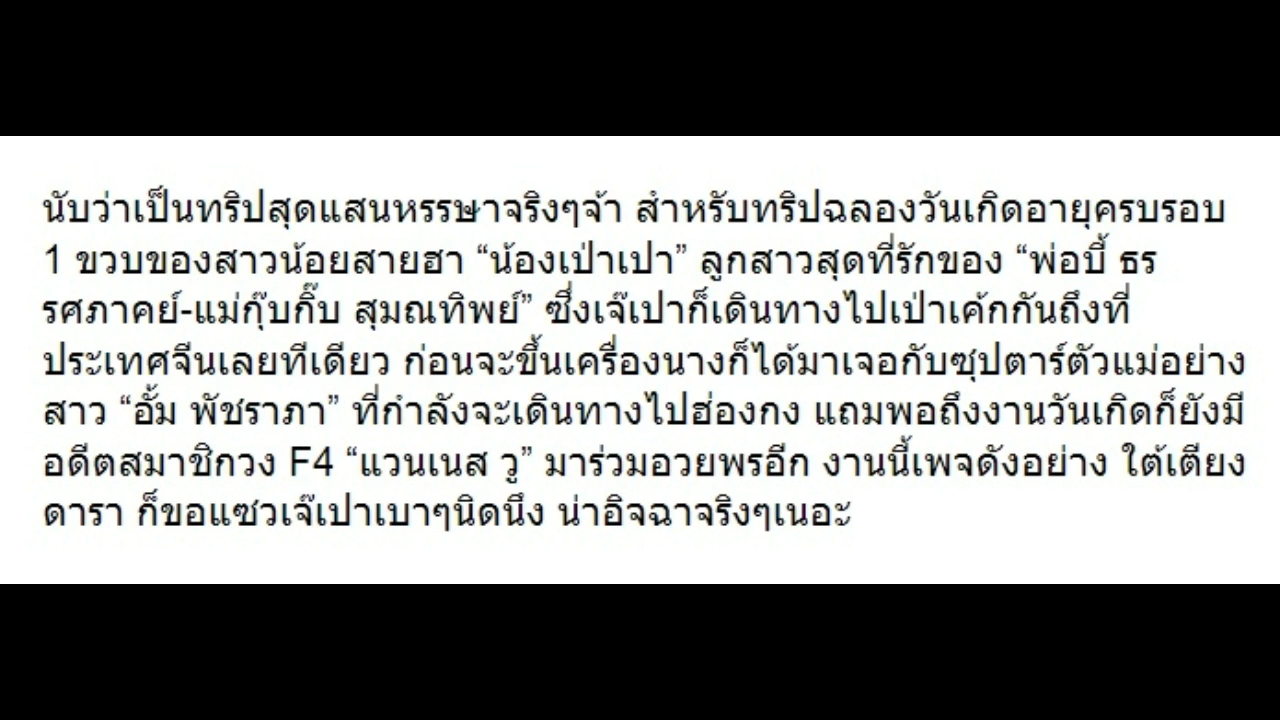 นับว่าเป็นทริปสุดแสนหรรษาจริงๆจ้า สำหรับทริปฉลองวันเกิดอายุครบรอบ
1 ขวบของสาวน้อยสายฮา “น้องเป่าเปา” ลูกสาวสุดที่รักของ “พ่อบี้ ธร
รศภาคย์-แม่กุ๊บกิ๊บ สุมณทิพย์” ซึ่งเจ๊เปาก็เดินทางไปเป่าเค้กกันถึงที่
ประเทศจีนเลยทีเดียว ก่อนจะขึ้นเครื่องนางก็ได้มาเจอกับซุปตาร์ตัวแม่อย่าง
สาว “อั้ม พัชราภา” ที่กำลังจะเดินทางไปฮ่องกง แถมพอถึงงานวันเกิดก็ยังมี
อดีตสมาชิกวง F4 “แวนเนส วู” มาร่วมอวยพรอีก งานนี้เพจดังอย่าง ใต้เตียง
ดารา ก็ขอแซวเจ๊เปาเบาๆนิดนึง น่าอิจฉาจริงๆเนอะ